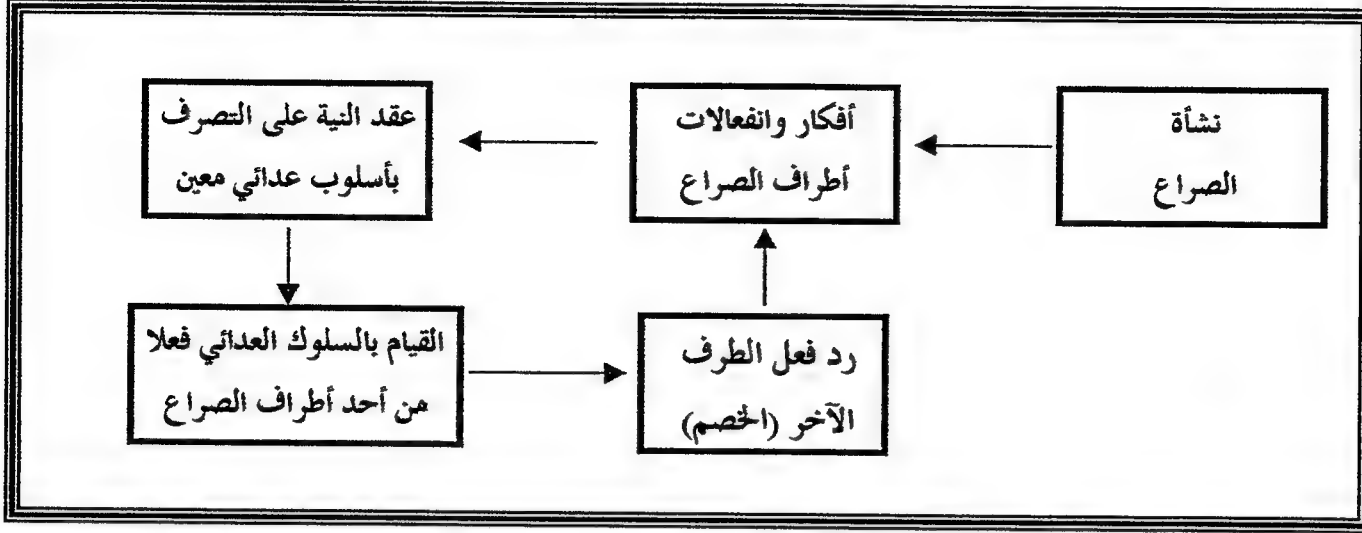 نشأة
الصراع
أفكار وانفعالات
أطراف الصراع
عقد النية على التصرف
بأسلوب عدائي معين
القيام بالسلوك العدائي فعلا
من أحد أطراف الصراع
رد فعل الطرف
الآخر (الخصم)